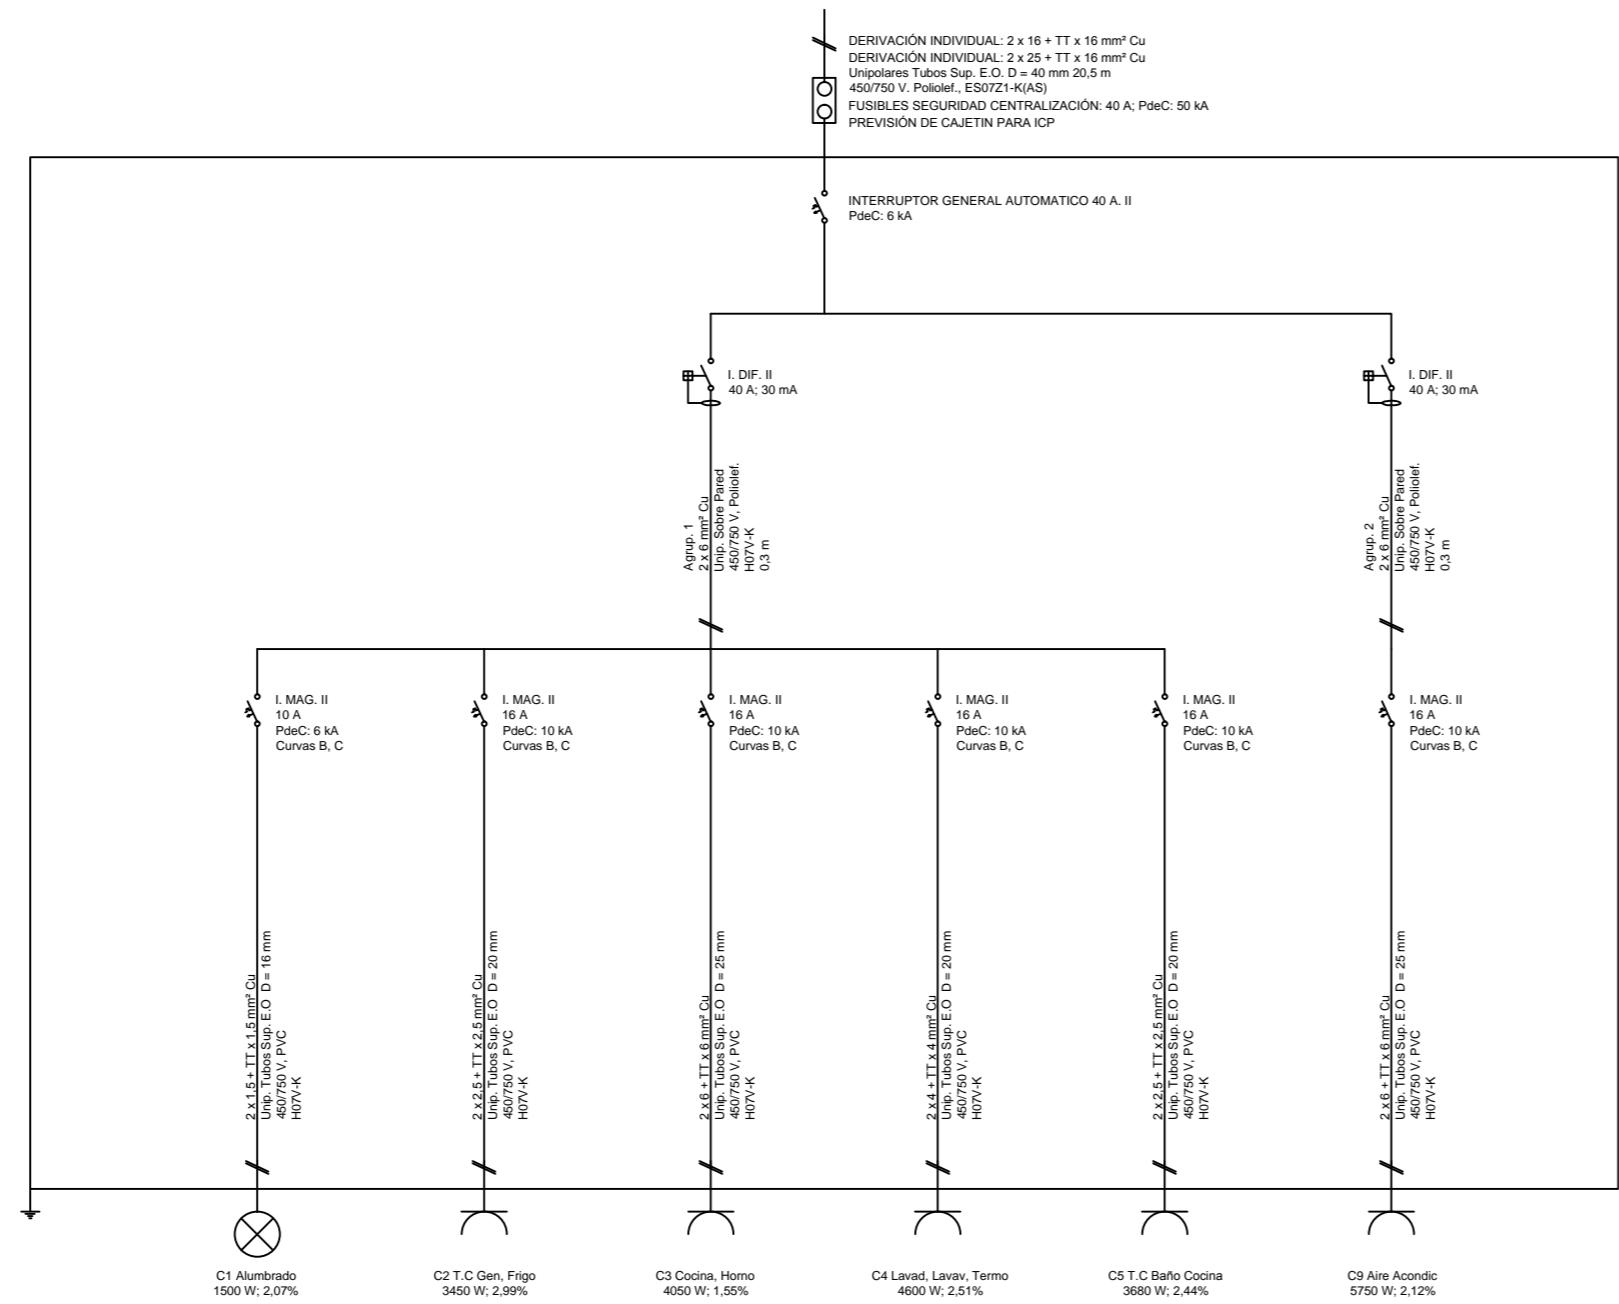 DERIVACIÓN INDIVIDUAL: 2 x 16 + TT x 16 mm² Cu
DERIVACIÓN INDIVIDUAL: 2 x 25 + TT x 16 mm² Cu
Unipolares Tubos Sup. E.O. D = 40 mm 20,5 m
450/750 V. Poliolef., ES07Z1-K(AS)
FUSIBLES SEGURIDAD CENTRALIZACIÓN: 40 A; PdeC: 50 kA
PREVISIÓN DE CAJETIN PARA ICP
INTERRUPTOR GENERAL AUTOMATICO 40 A. II
PdeC: 6 kA
I. DIF. II
40 A; 30 mA
I. DIF. II
40 A; 30 mA
Agrup. 1
2 x 6 mm² Cu
Unip. Sobre Pared
450/750 V, Poliolef.
H07V-K
0,3 m
Agrup. 2
2 x 6 mm² Cu
Unip. Sobre Pared
450/750 V, Poliolef.
H07V-K
0,3 m
I. MAG. II
10 A
PdeC: 6 kA
Curvas B, C
I. MAG. II
16 A
PdeC: 10 kA
Curvas B, C
I. MAG. II
16 A
PdeC: 10 kA
Curvas B, C
I. MAG. II
16 A
PdeC: 10 kA
Curvas B, C
I. MAG. II
16 A
PdeC: 10 kA
Curvas B, C
I. MAG. II
16 A
PdeC: 10 kA
Curvas B, C
2 x 1,5 + TT x 1,5 mm² Cu
Unip. Tubos Sup. E.O D = 16 mm
450/750 V, PVC
H07V-K
2 x 2,5 + TT x 2,5 mm² Cu
Unip. Tubos Sup. E.O D = 20 mm
450/750 V, PVC
H07V-K
2 x 6 + TT x 6 mm² Cu
Unip. Tubos Sup. E.O D = 25 mm
450/750 V, PVC
H07V-K
2 x 4 + TT x 4 mm² Cu
Unip. Tubos Sup. E.O D = 20 mm
450/750 V, PVC
H07V-K
2 x 2,5 + TT x 2,5 mm² Cu
Unip. Tubos Sup. E.O D = 20 mm
450/750 V, PVC
H07V-K
2 x 6 + TT x 6 mm² Cu
Unip. Tubos Sup. E.O D = 25 mm
450/750 V, PVC
H07V-K
C1 Alumbrado
1500 W; 2,07%
C2 T.C Gen, Frigo
3450 W; 2,99%
C3 Cocina, Horno
4050 W; 1,55%
C4 Lavad, Lavav, Termo
4600 W; 2,51%
C5 T.C Baño Cocina
3680 W; 2,44%
C9 Aire Acondic
5750 W; 2,12%